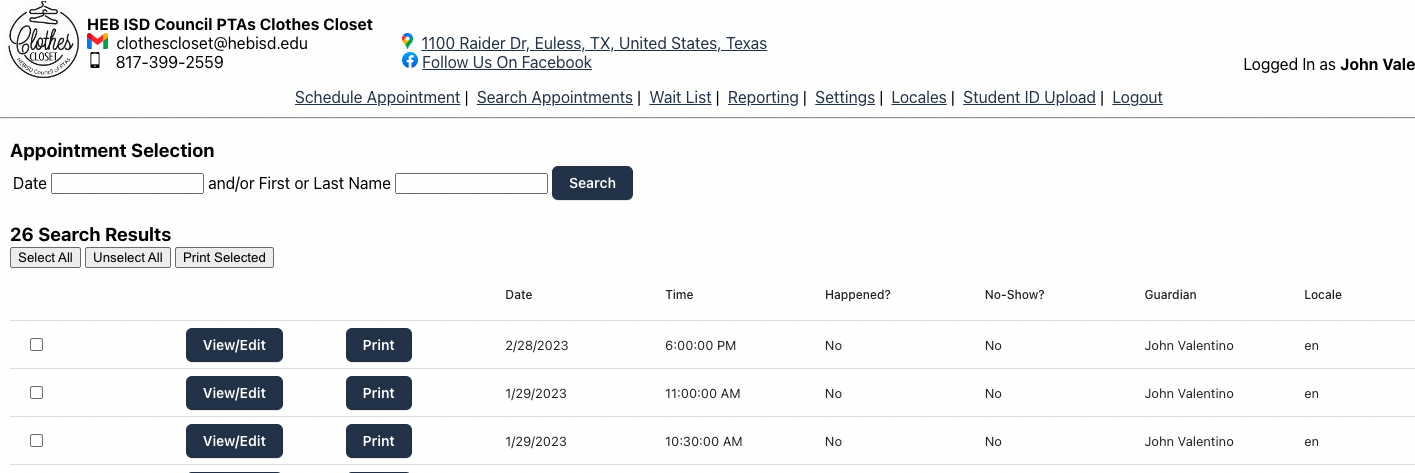 Clothes
CLOSET
HEBISD Council of PTAs
HEB ISD Council PTAs Clothes Closet
clothescloset@hebisd.edu
817-399-2559
1100 Raider Dr, Euless, TX, United States, Texas
Follow Us On Facebook
Logged In as John Vale
Schedule Appointment | Search Appointments | Wait List | Reporting | Settings | Locales | Student ID Upload | Logout
Appointment Selection
Date and/or First or Last Name Search
26 Search Results
Select All Unselect All Print Selected
Date Time Happened? No-Show? Guardian Locale
View/Edit Print 2/28/2023 6:00:00 PM No No John Valentino en
View/Edit Print 1/29/2023 11:00:00 AM No No John Valentino en
View/Edit Print 1/29/2023 10:30:00 AM No No John Valentino en